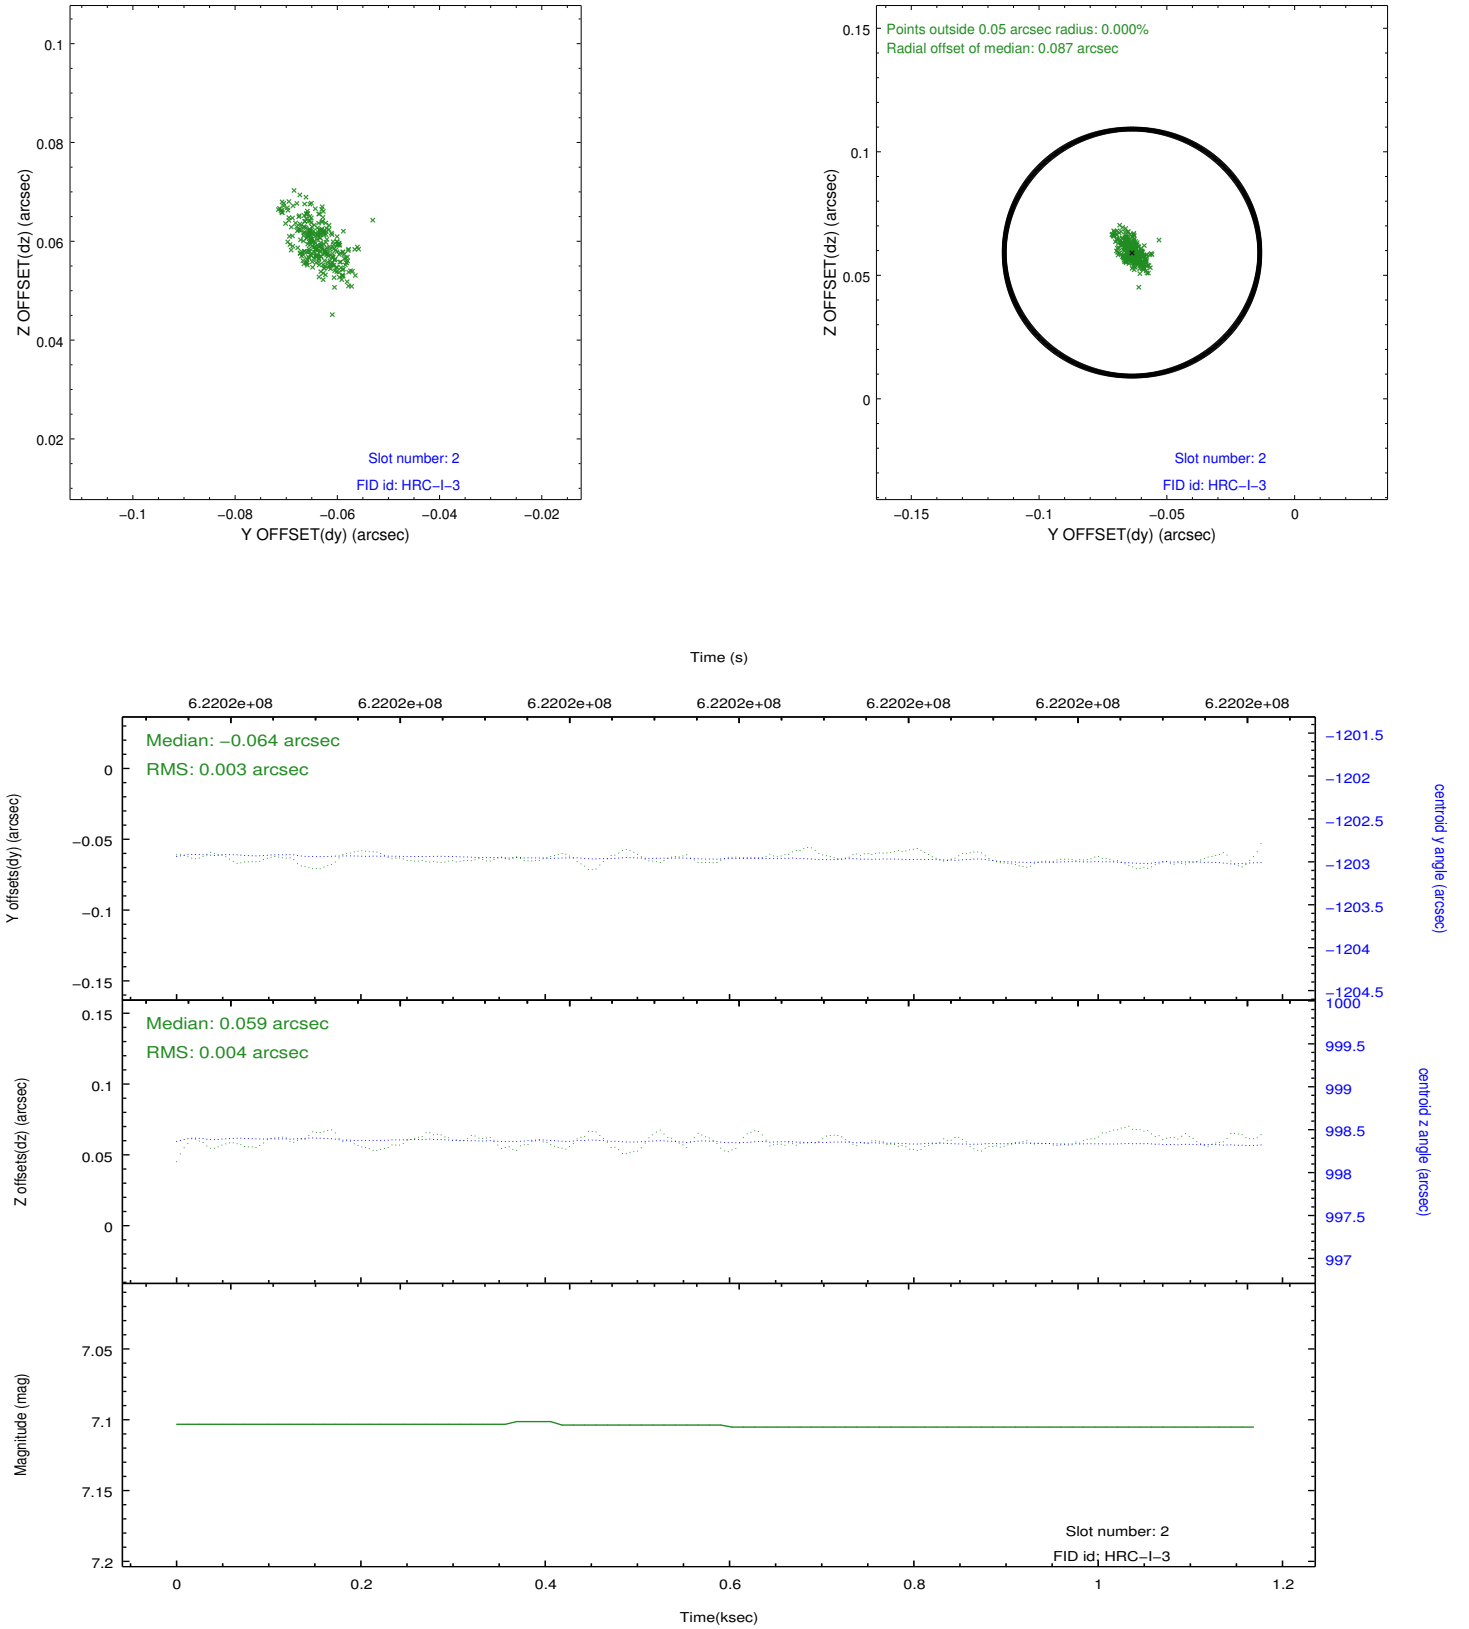 0.1
0.08
0.06
0.04
0.02
Z OFFSET(dz) (arcsec)
Slot number: 2
FID id: HRC−I−3
−0.1
−0.08
−0.06
−0.04
−0.02
Y OFFSET(dy) (arcsec)
Points outside 0.05 arcsec radius: 0.000%
Radial offset of median: 0.087 arcsec
0.15
0.1
0.05
0
Z OFFSET(dz) (arcsec)
Slot number: 2
FID id: HRC−I−3
−0.15
−0.1
−0.05
0
Y OFFSET(dy) (arcsec)
Time (s)
6.2202e+08
6.2202e+08
6.2202e+08
6.2202e+08
6.2202e+08
6.2202e+08
6.2202e+08
Median: −0.064 arcsec
RMS: 0.003 arcsec
0
−0.05
−0.1
−0.15
Y offsets(dy) (arcsec)
−1201.5
−1202
−1202.5
−1203
−1203.5
−1204
−1204.5
centroid y angle (arcsec)
Median: 0.059 arcsec
RMS: 0.004 arcsec
0.15
0.1
0.05
0
Z offsets(dz) (arcsec)
1000
999.5
999
998.5
998
997.5
997
centroid z angle (arcsec)
7.05
7.1
7.15
7.2
Magnitude (mag)
Slot number: 2
FID id: HRC−I−3
0
0.2
0.4
0.6
0.8
1
1.2
Time(ksec)